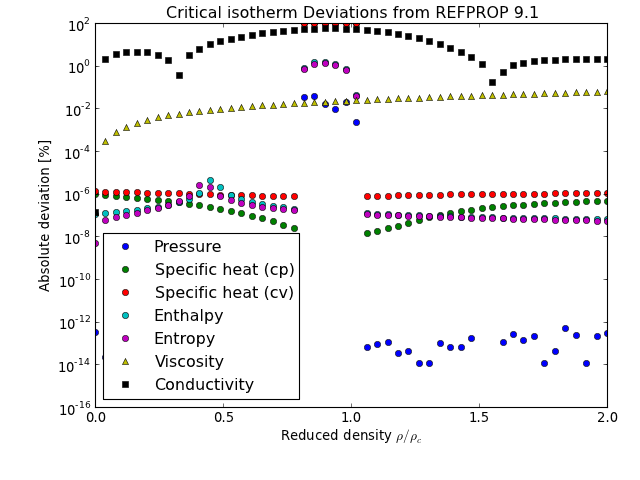 Critical isotherm Deviations from REFPROP 9.1
Absolute deviation [%]
10^2
10^0
10^-2
10^-4
10^-6
10^-8
10^-10
10^-12
10^-14
10^-16
Pressure
Specific heat (cp)
Specific heat (cv)
Enthalpy
Entropy
Viscosity
Conductivity
0.0 0.5 1.0 1.5 2.0
Reduced density ρ/ρ_c